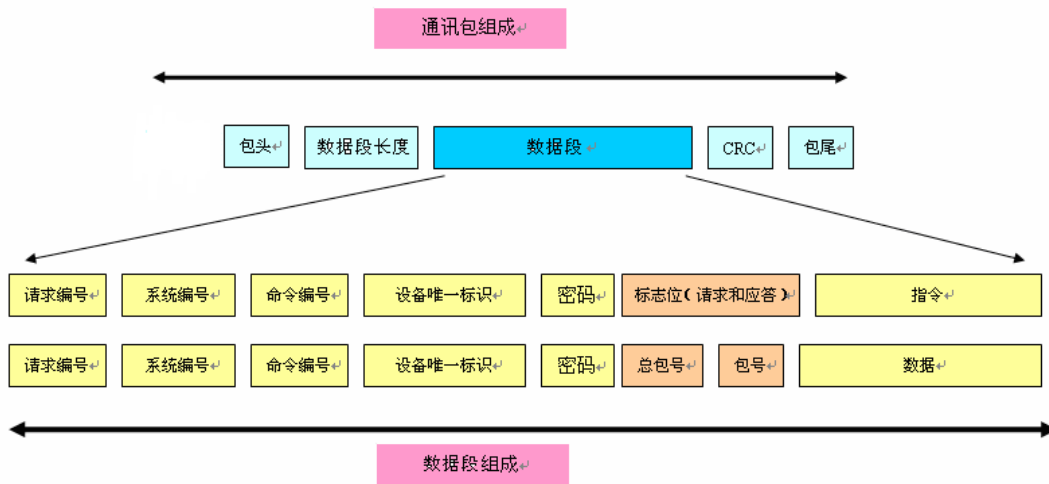 通讯包组成
包头 数据段长度 数据段 CRC 包尾
请求编号 系统编号 命令编号 设备唯一标识 密码 标志位(请求和应答) 指令
请求编号 系统编号 命令编号 设备唯一标识 密码 总包号 包号 数据
数据段组成